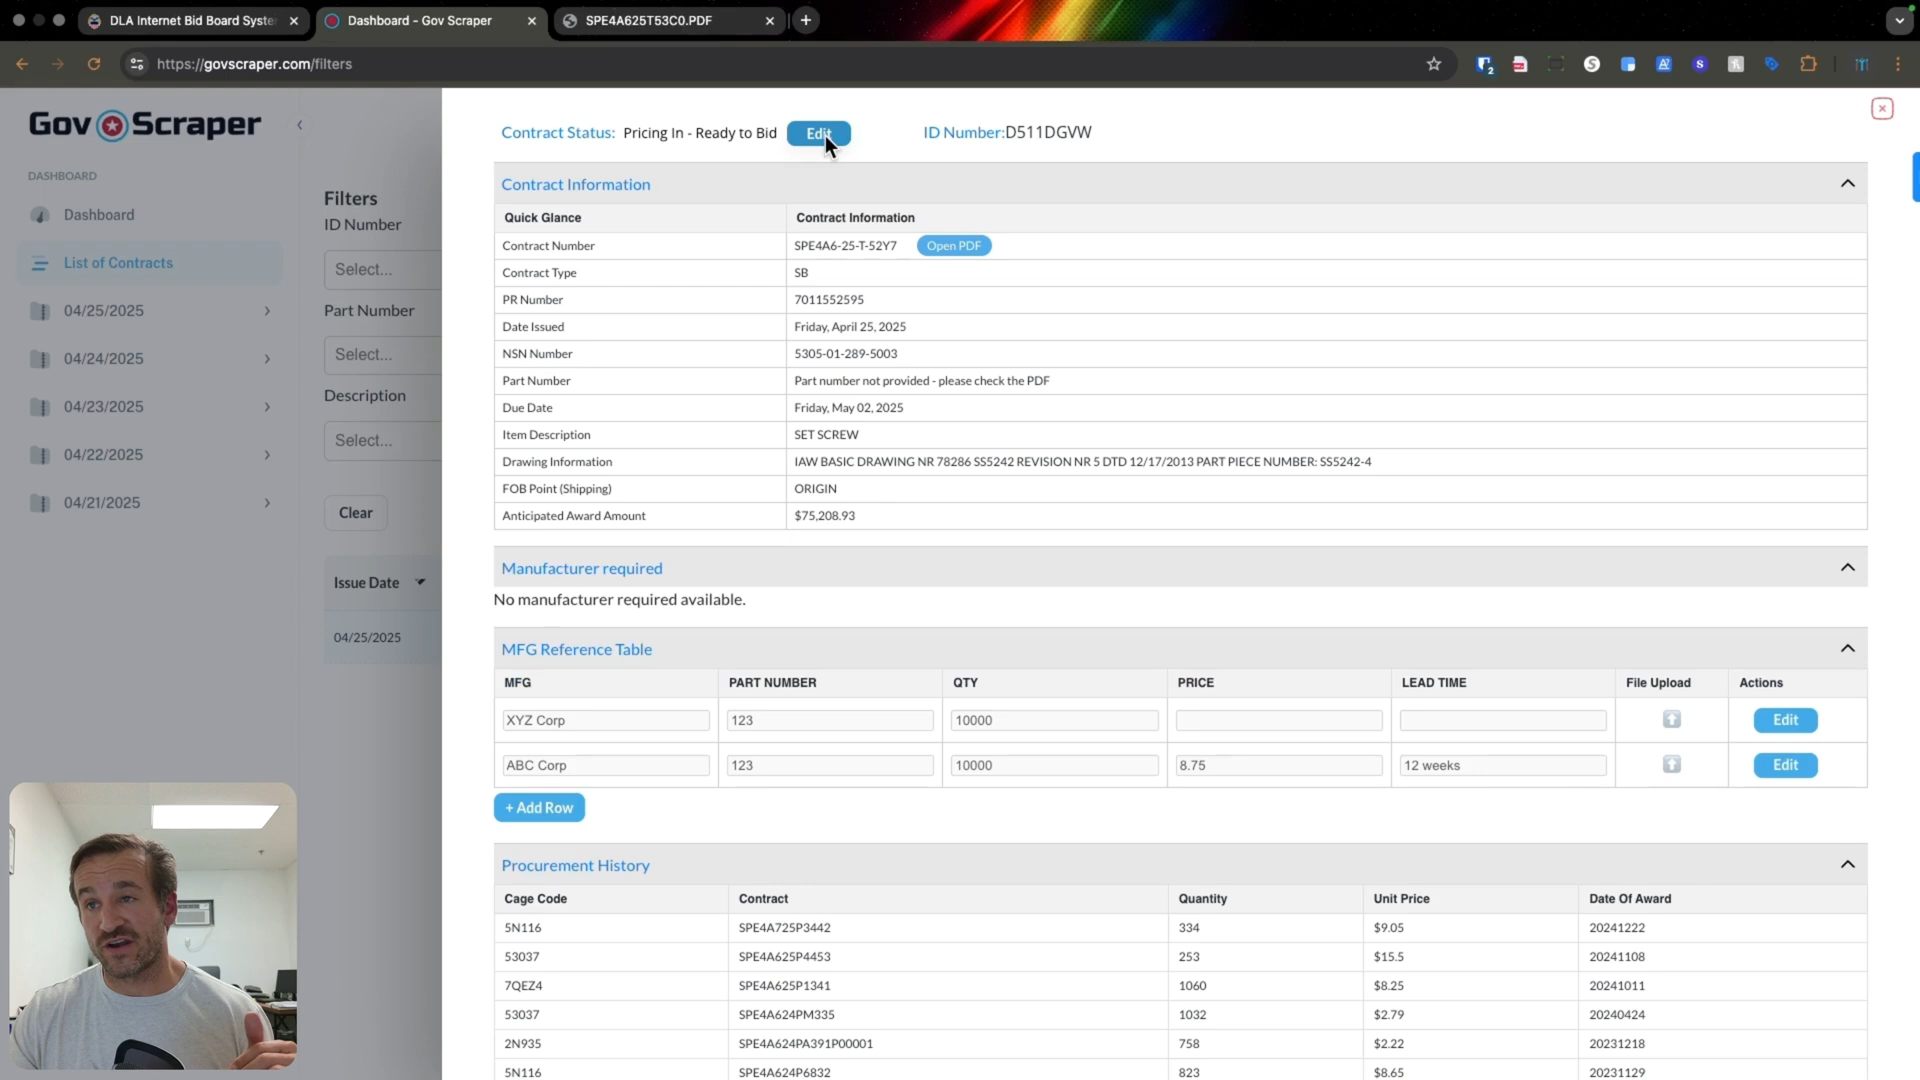 DLA Internet Bid Board Syste
Dashboard - Gov Scraper
SPE4A625T53C0.PDF
https://govscraper.com/filters
Gov Scraper
DASHBOARD
Dashboard
List of Contracts
04/25/2025
04/24/2025
04/23/2025
04/22/2025
04/21/2025
Filters
ID Number
Select...
Part Number
Select...
Description
Select...
Clear
Issue Date
04/25/2025
Contract Status: Pricing In - Ready to Bid Edit ID Number:D511DGVW
Contract Information
Quick Glance Contract Information
Contract Number SPE4A6-25-T-52Y7 Open PDF
Contract Type SB
PR Number 7011552595
Date Issued Friday, April 25, 2025
NSN Number 5305-01-289-5003
Part Number Part number not provided - please check the PDF
Due Date Friday, May 02, 2025
Item Description SET SCREW
Drawing Information IAW BASIC DRAWING NR 78286 SS5242 REVISION NR 5 DTD 12/17/2013 PART PIECE NUMBER: SS5242-4
FOB Point (Shipping) ORIGIN
Anticipated Award Amount $75,208.93
Manufacturer required
No manufacturer required available.
MFG Reference Table
MFG PART NUMBER QTY PRICE LEAD TIME File Upload Actions
XYZ Corp 123 10000 Edit
ABC Corp 123 10000 8.75 12 weeks Edit
+ Add Row
Procurement History
Cage Code Contract Quantity Unit Price Date Of Award
5N116 SPE4A725P3442 334 $9.05 20241222
53037 SPE4A625P4453 253 $15.5 20241108
7QEZ4 SPE4A625P1341 1060 $8.25 20241011
53037 SPE4A624PM335 1032 $2.79 20240424
2N935 SPE4A624PA391P00001 758 $2.22 20231218
5N116 SPE4A624P6832 823 $8.65 20231129